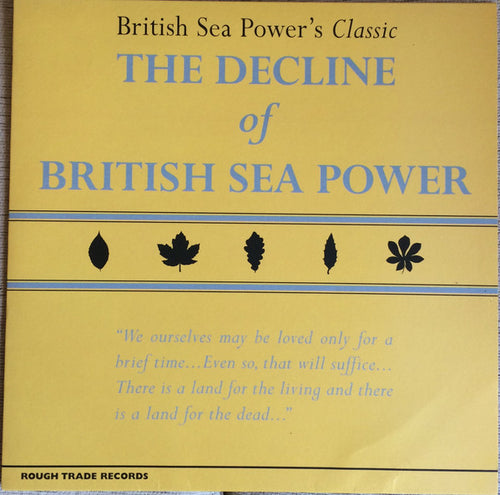 British Sea Power's Classic
THE DECLINE
of
BRITISH SEA POWER
“We ourselves may be loved only for a
brief time...Even so, that will suffice...
There is a land for the living and there
is a land for the dead...”
ROUGH TRADE RECORDS